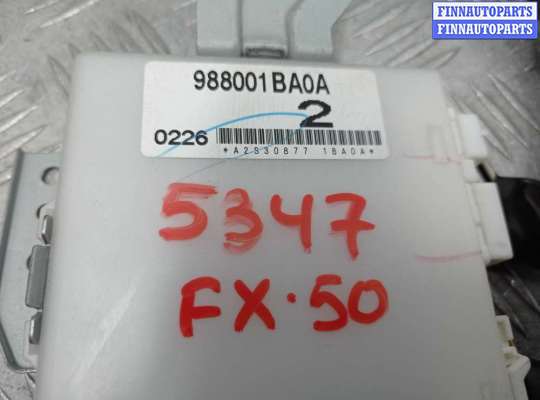 FINNAUTOPARTS
FINNAUTOPARTS
988001BA0A
2
0226
*A2S30877 1BA0A*
5347
FX·50